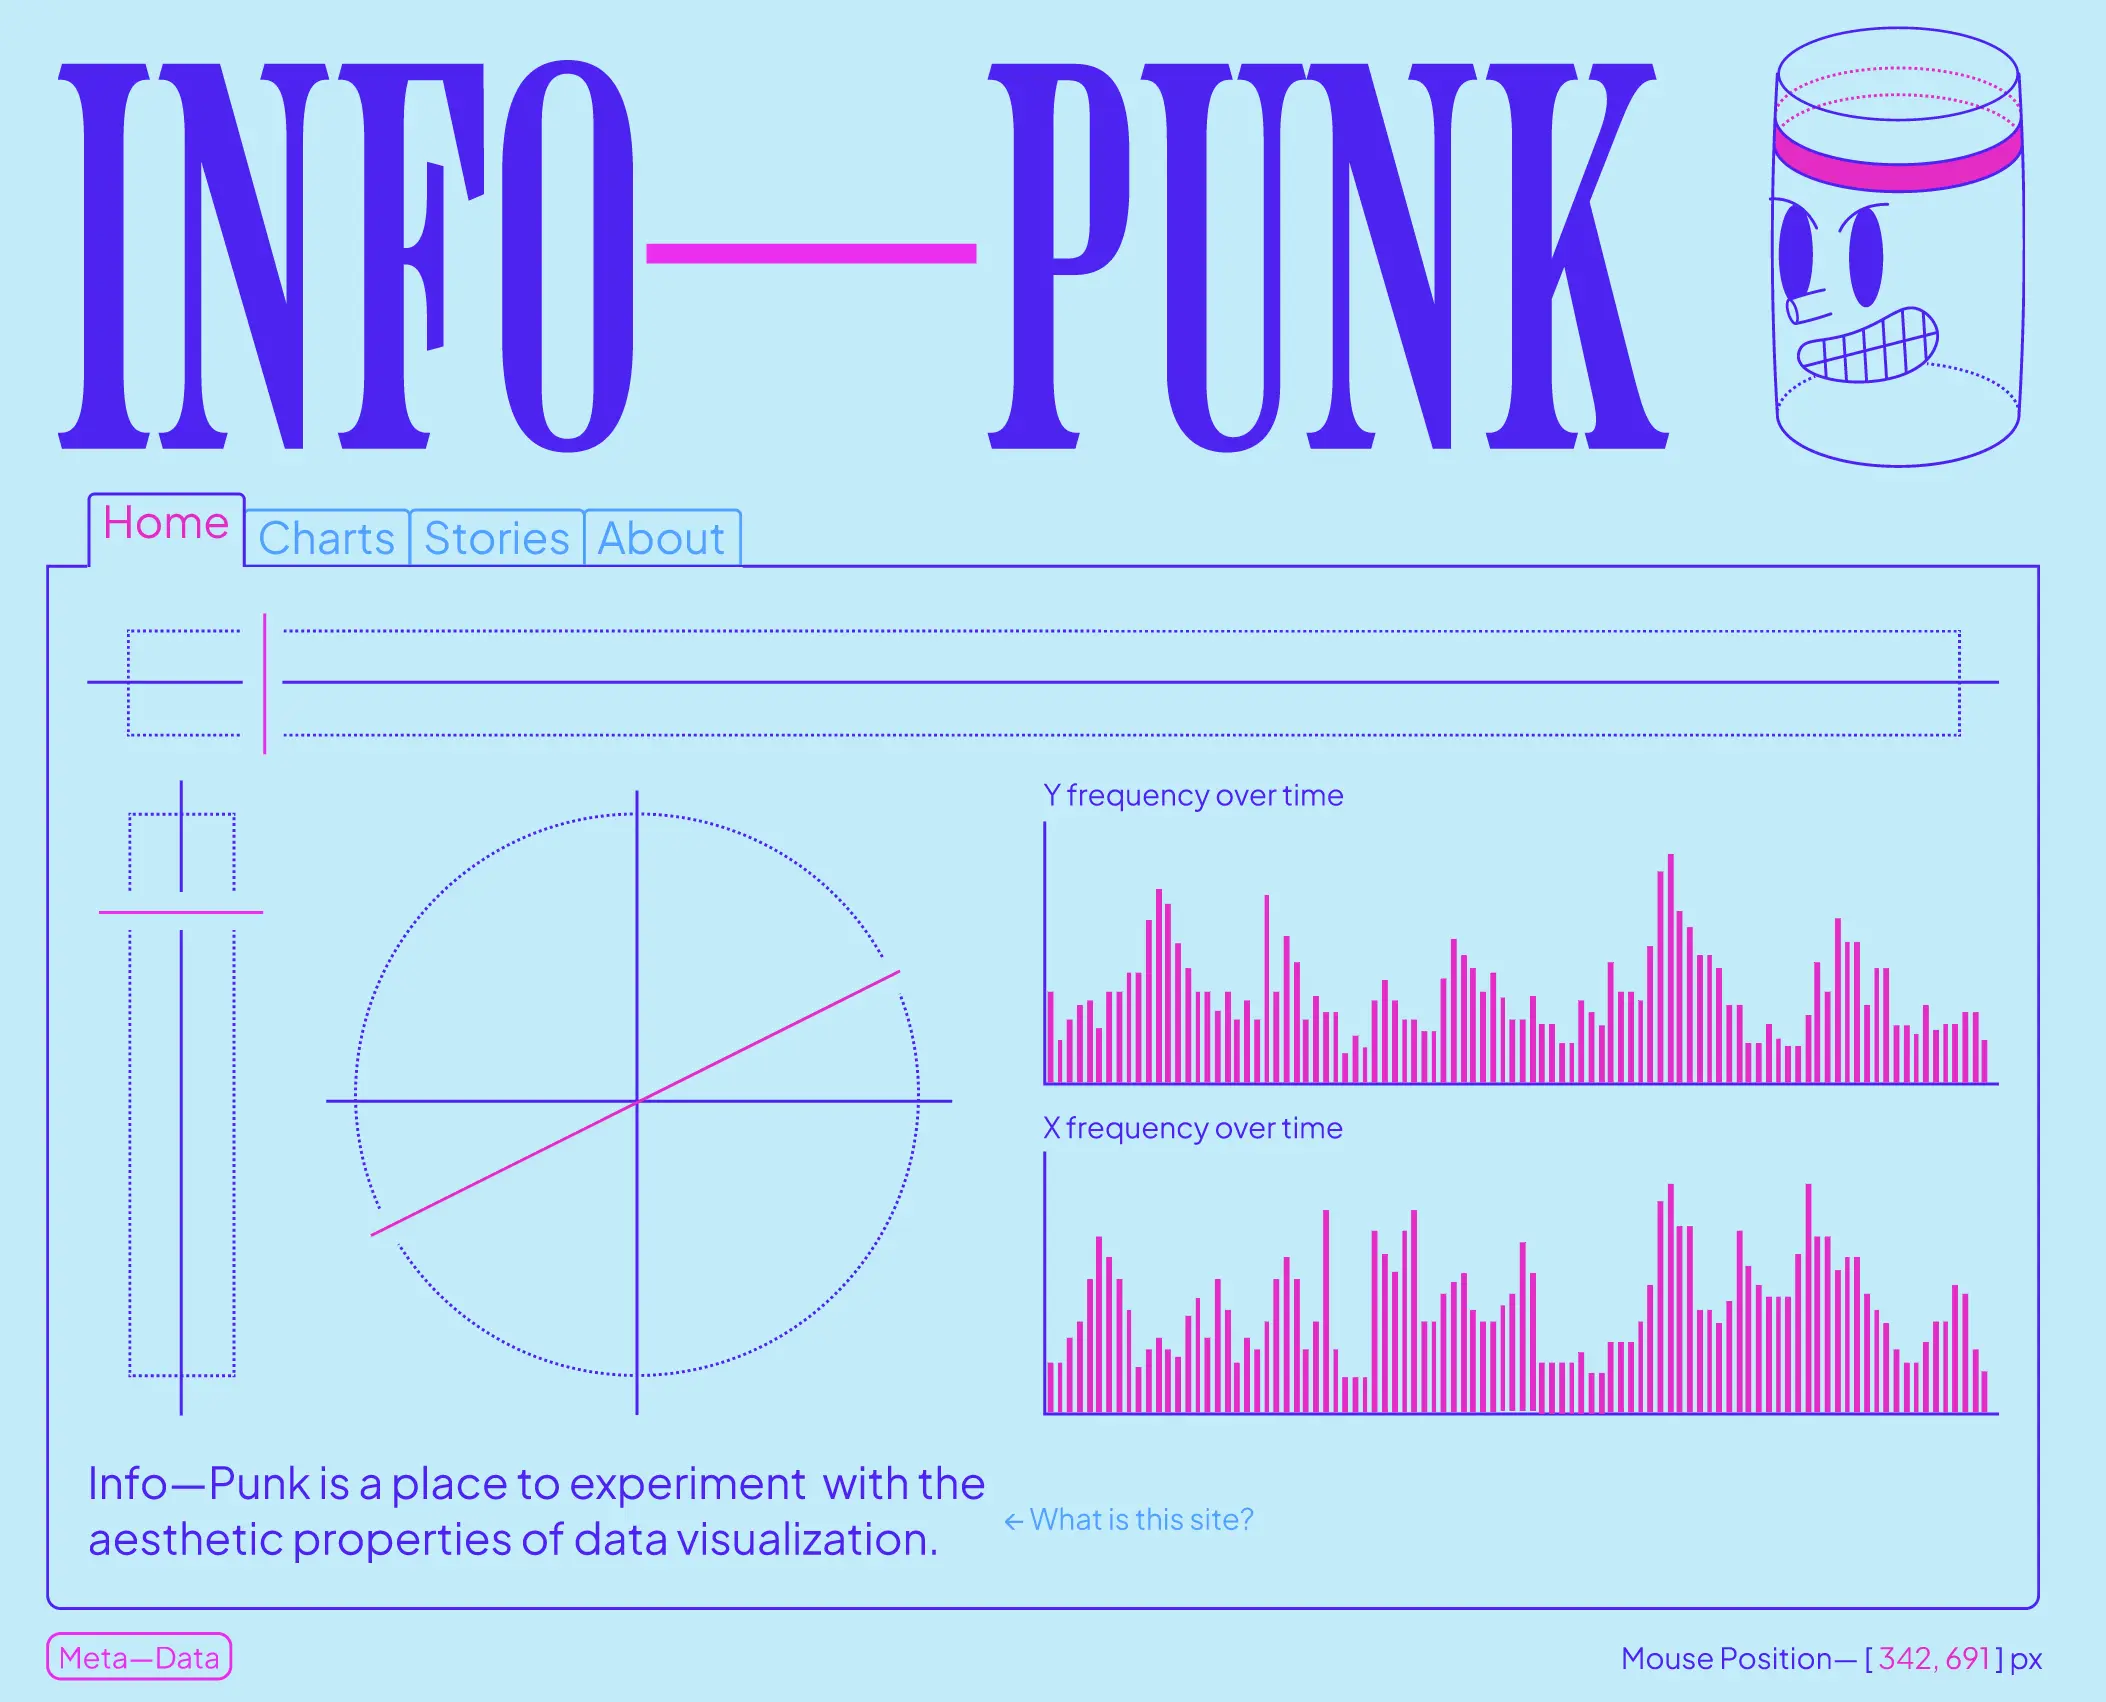 INFO—PUNK
Home
Charts
Stories
About
Y frequency over time
X frequency over time
Info—Punk is a place to experiment with the
aesthetic properties of data visualization.
← What is this site?
Meta—Data
Mouse Position— [ 342, 691 ] px